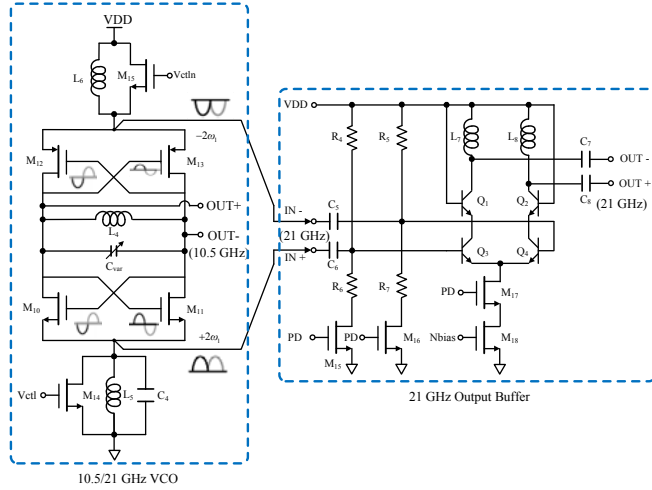 VDD
L6
M15
Vctln
−2ω1
M12
M13
OUT+
L4
OUT-
(10.5 GHz)
Cvar
M10
M11
+2ω1
Vctl
M14
L5
C4
10.5/21 GHz VCO
VDD
R4
R5
L7
L8
C7
OUT -
C8
OUT +
(21 GHz)
Q1
Q2
IN -
C5
(21 GHz)
IN +
C6
Q3
Q4
R6
R7
PD
M17
PD
M15
PD
M16
Nbias
M18
21 GHz Output Buffer